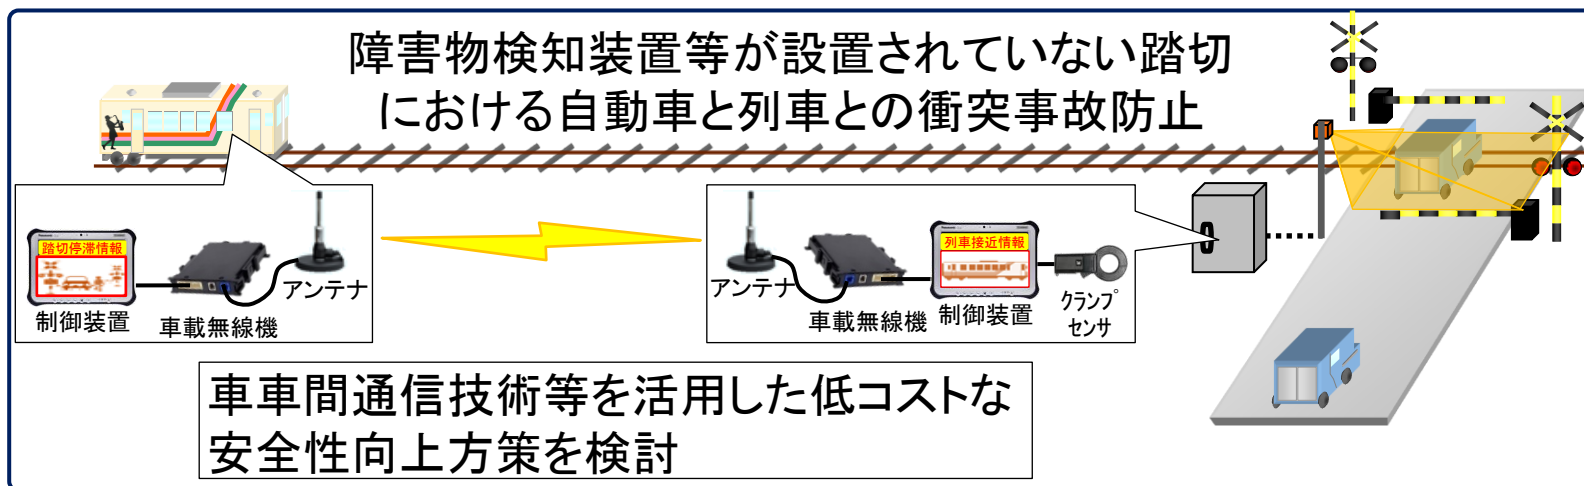 障害物検知装置等が設置されていない踏切
における自動車と列車との衝突事故防止
踏切停滞情報
アンテナ
制御装置
車載無線機
列車接近情報
アンテナ
車載無線機
制御装置
クランプ
センサ
車車間通信技術等を活用した低コストな
安全性向上方策を検討